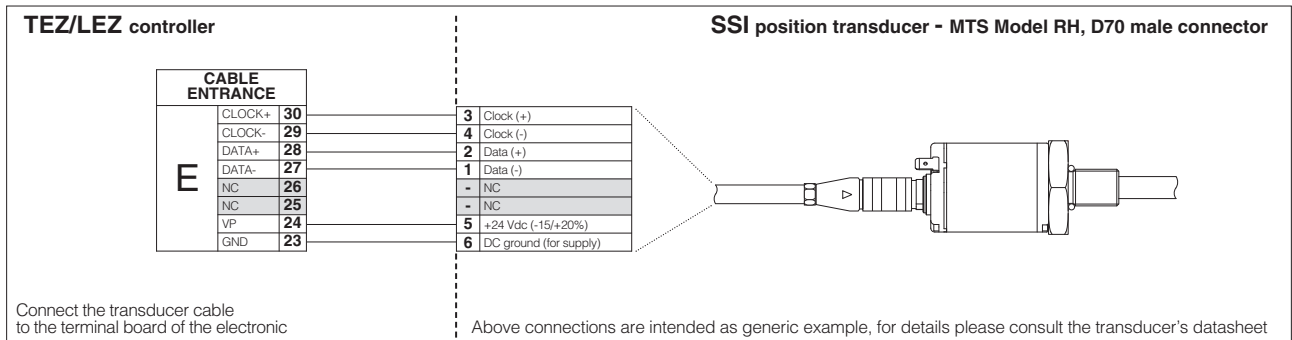 TEZ/LEZ controller
SSI position transducer - MTS Model RH, D70 male connector
CABLE
ENTRANCE
E
CLOCK+ 30
CLOCK- 29
DATA+ 28
DATA- 27
NC 26
NC 25
VP 24
GND 23
3 Clock (+)
4 Clock (-)
2 Data (+)
1 Data (-)
- NC
- NC
5 +24 Vdc (-15/+20%)
6 DC ground (for supply)
Connect the transducer cable
to the terminal board of the electronic
Above connections are intended as generic example, for details please consult the transducer's datasheet